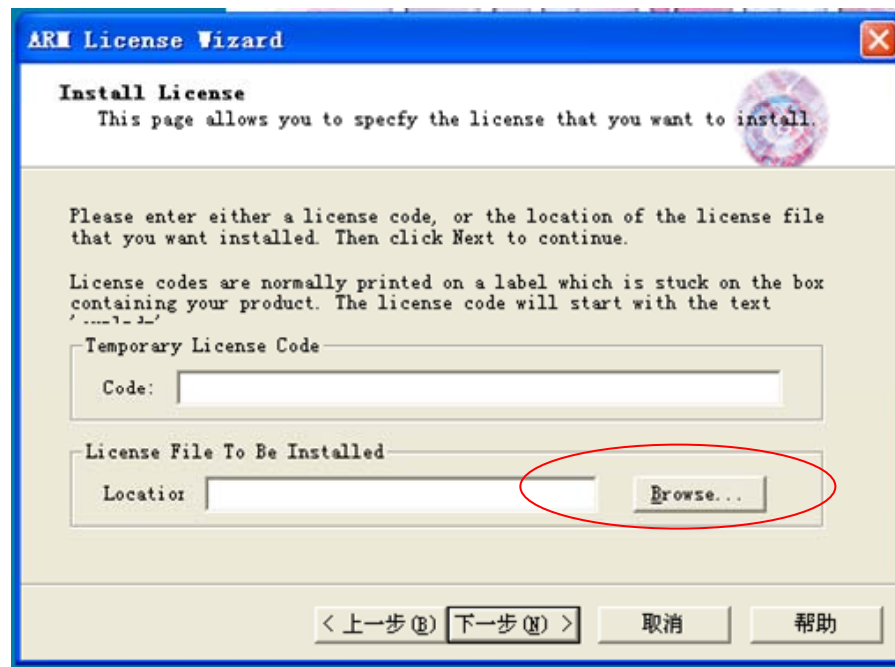 ARM License Wizard
Install License
This page allows you to specfy the license that you want to install.
Please enter either a license code, or the location of the license file
that you want installed. Then click Next to continue.
License codes are normally printed on a label which is stuck on the box
containing your product. The license code will start with the text
Temporary License Code
Code:
License File To Be Installed
Location
Browse...
< 上一步(B) 下一步(N) > 取消 帮助